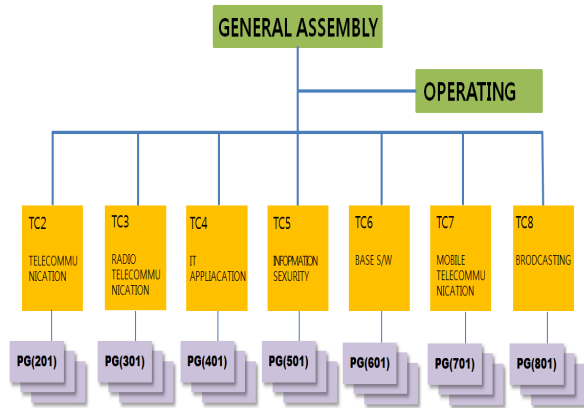 GENERAL ASSEMBLY
OPERATING
TC2
TELECOMMU
NICATION
TC3
RADIO
TELECOMMU
NICATION
TC4
IT
APPLIACATION
TC5
INFOPMATION
SEXURITY
TC6
BASE S/W
TC7
MOBILE
TELECOMMU
NICATION
TC8
BRODCASTING
PG(201)
PG(301)
PG(401)
PG(501)
PG(601)
PG(701)
PG(801)